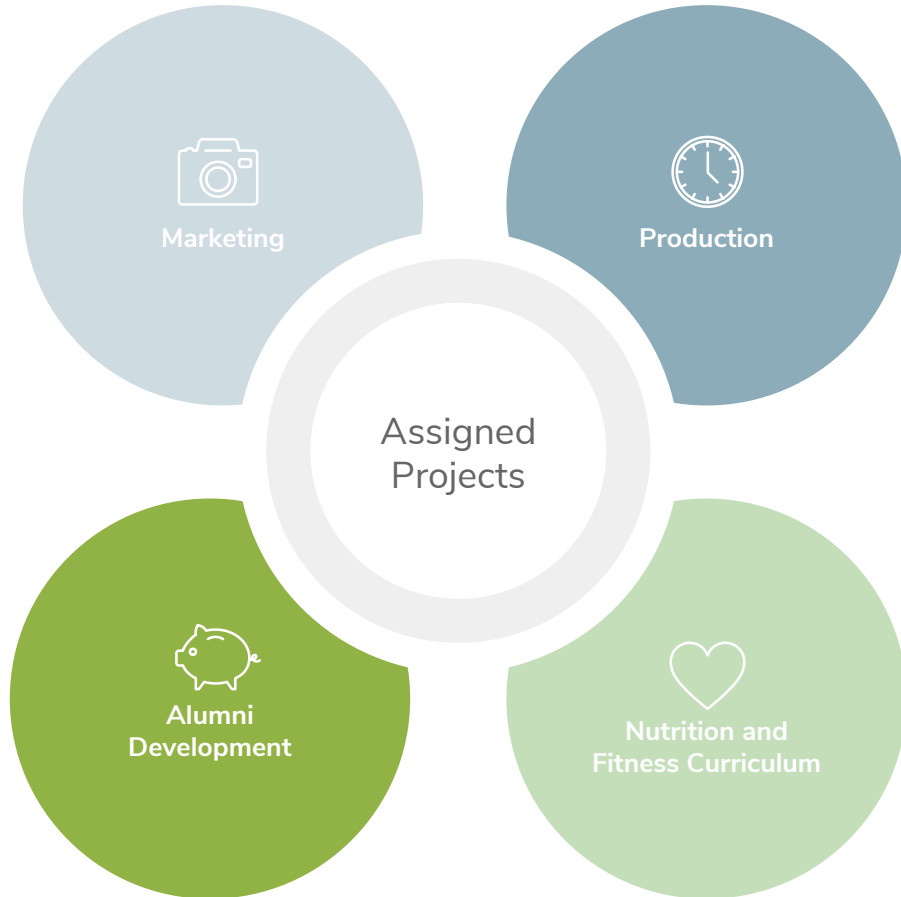 Marketing
Production
Assigned
Projects
Alumni
Development
Nutrition and
Fitness Curriculum